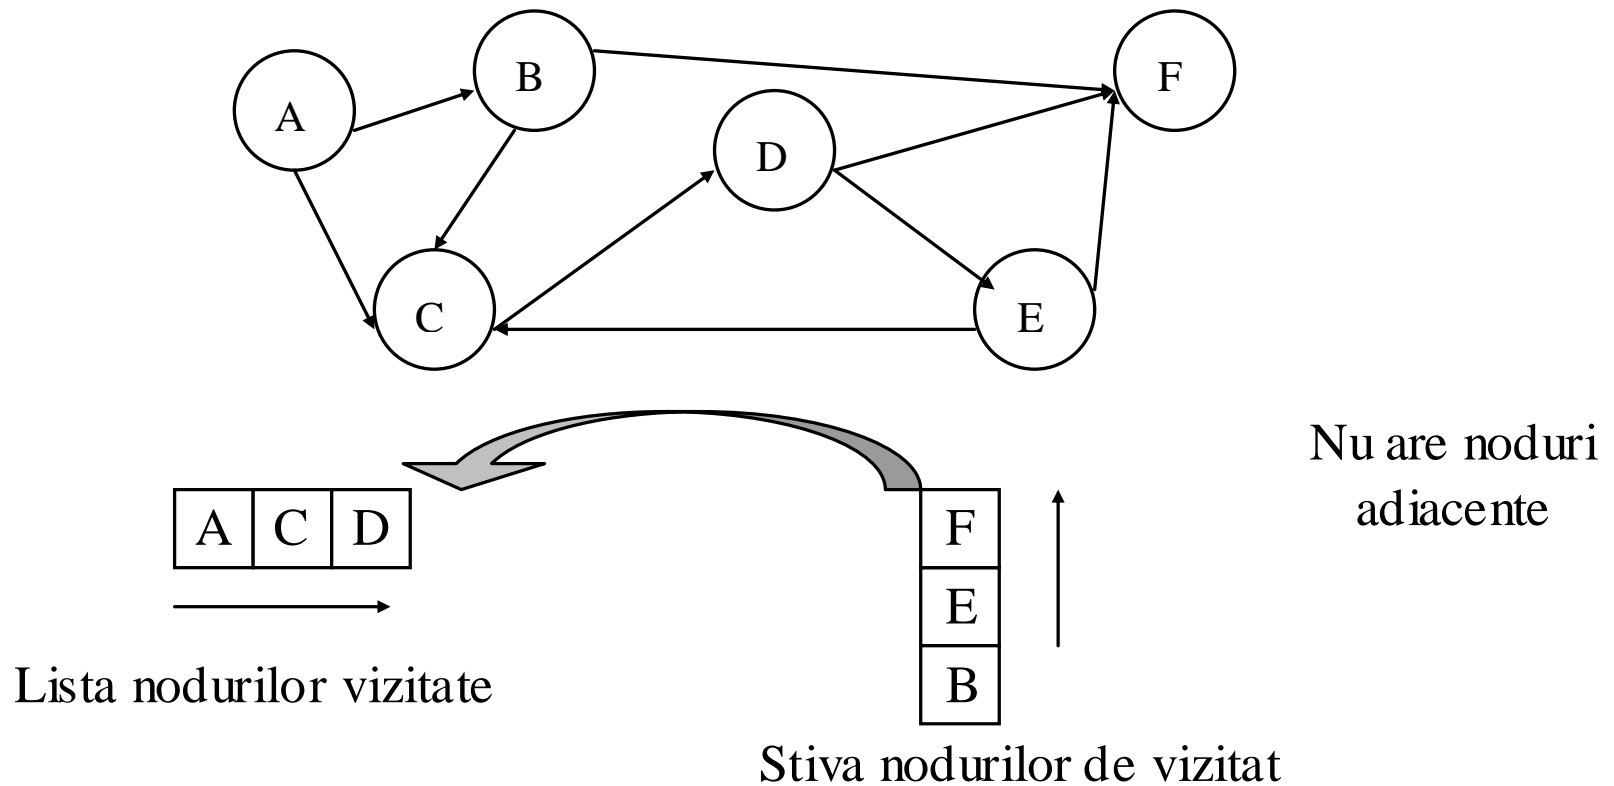 B
F
A
D
C
E
Nu are noduri
adiacente
A C D
F
E
B
Lista nodurilor vizitate
Stiva nodurilor de vizitat